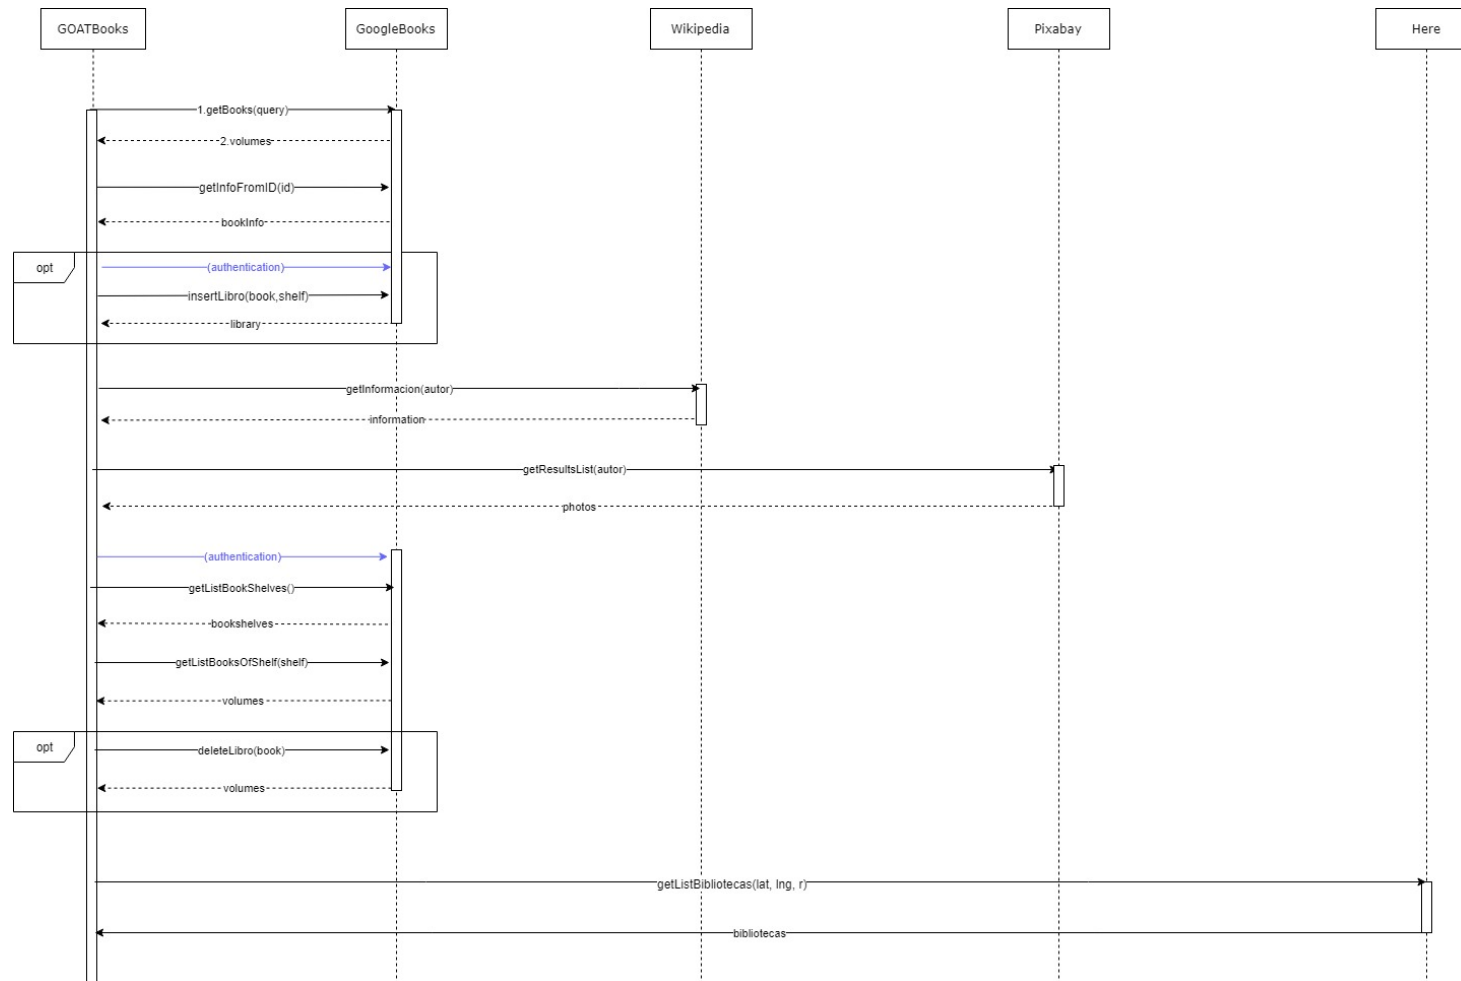 GOATBooks
GoogleBooks
Wikipedia
Pixabay
Here
1.getBooks(query)
2.volumes
getInfoFromID(id)
bookInfo
opt
(authentication)
insertLibro(book,shelf)
library
getInformacion(autor)
information
getResultsList(autor)
photos
(authentication)
getListBookShelves()
bookshelves
getListBooksOfShelf(shelf)
volumes
opt
deleteLibro(book)
volumes
getListBibliotecas(lat, lng, r)
bibliotecas